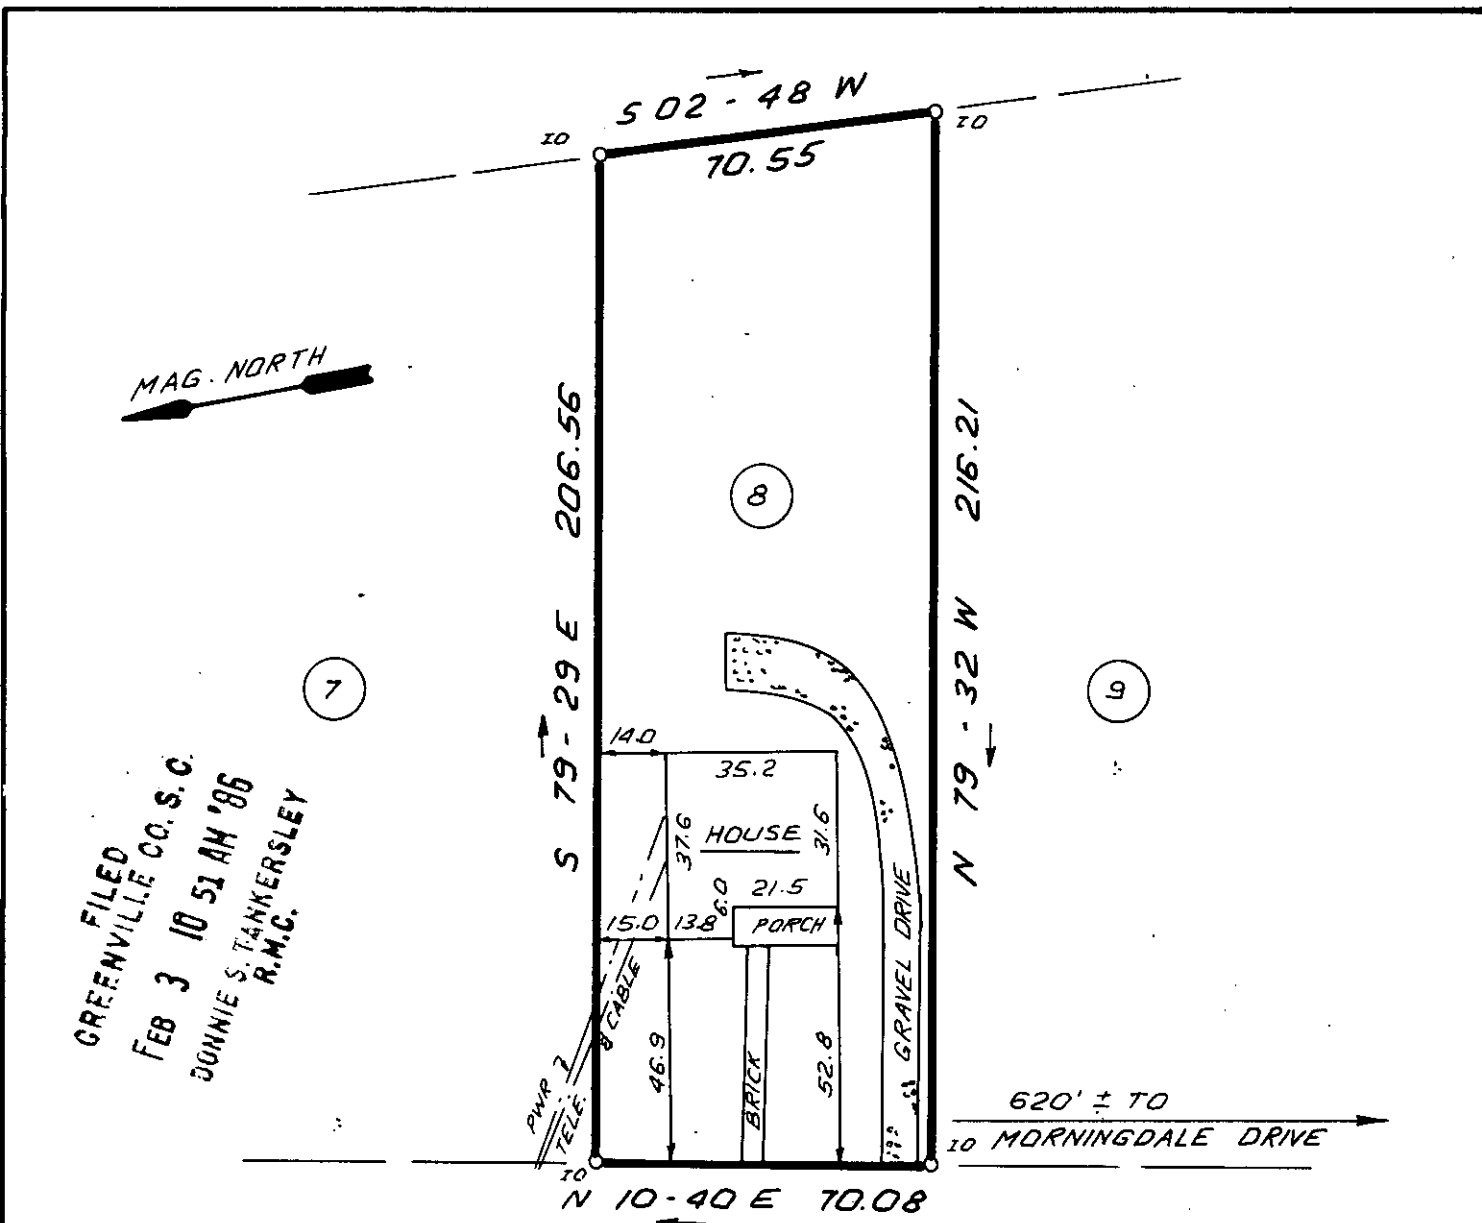 S 02 - 48 W
IO
IO
70.55
MAG. NORTH
S 79 - 29 E 206.56
N 79 - 32 W 216.21
8
7
9
14.0
35.2
37.6
HOUSE
31.6
6.0
21.5
15.0
13.8
PORCH
PWR
TELE.
& CABLE
46.9
BRICK
52.8
GRAVEL DRIVE
FILED
GREENVILLE CO. S. C.
FEB 3 10 51 AM '86
DONNIE S. TANKERSLEY
R.M.C.
620' ± TO
MORNINGDALE DRIVE
IO
IO
N 10-40 E 70.08